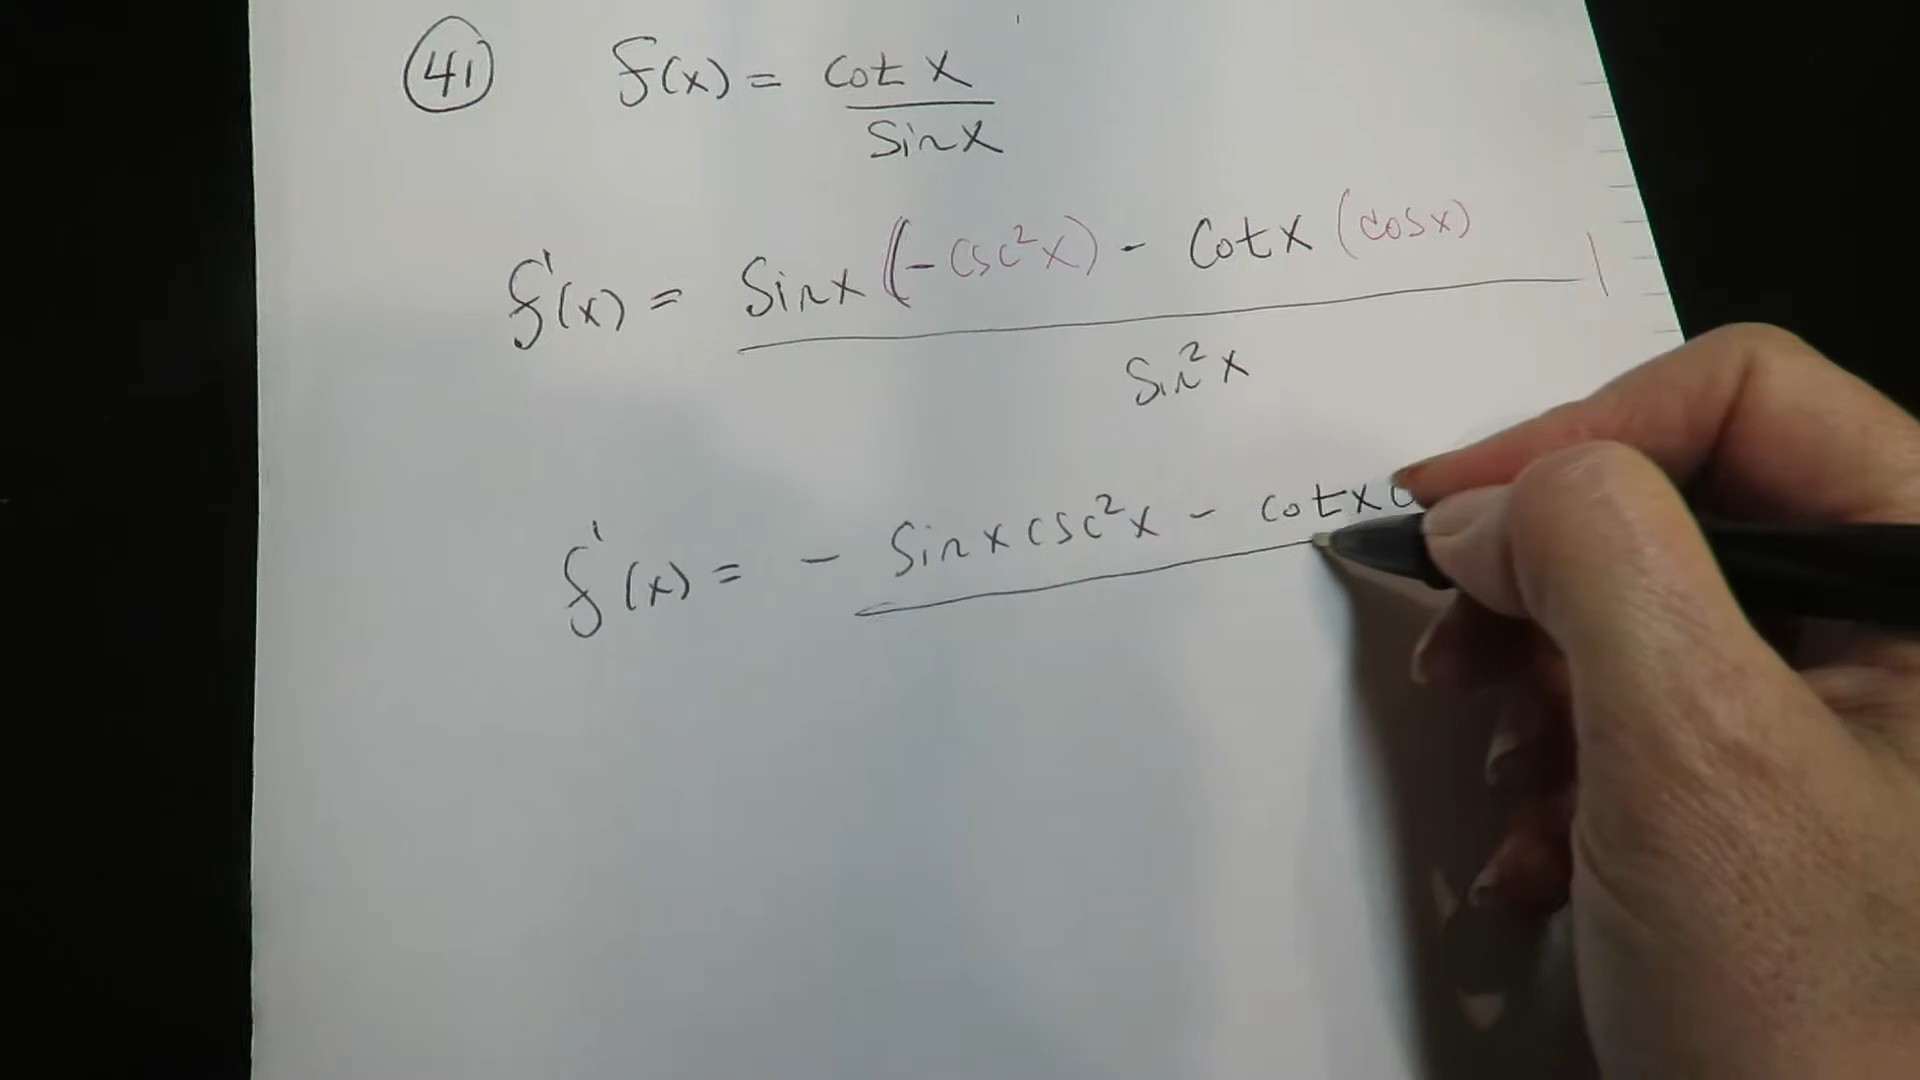 41 f(x) = cot x
sin x
f'(x) = sin x (-csc²x) - cot x (cos x)
sin²x
f'(x) = - sin x csc²x - cot x